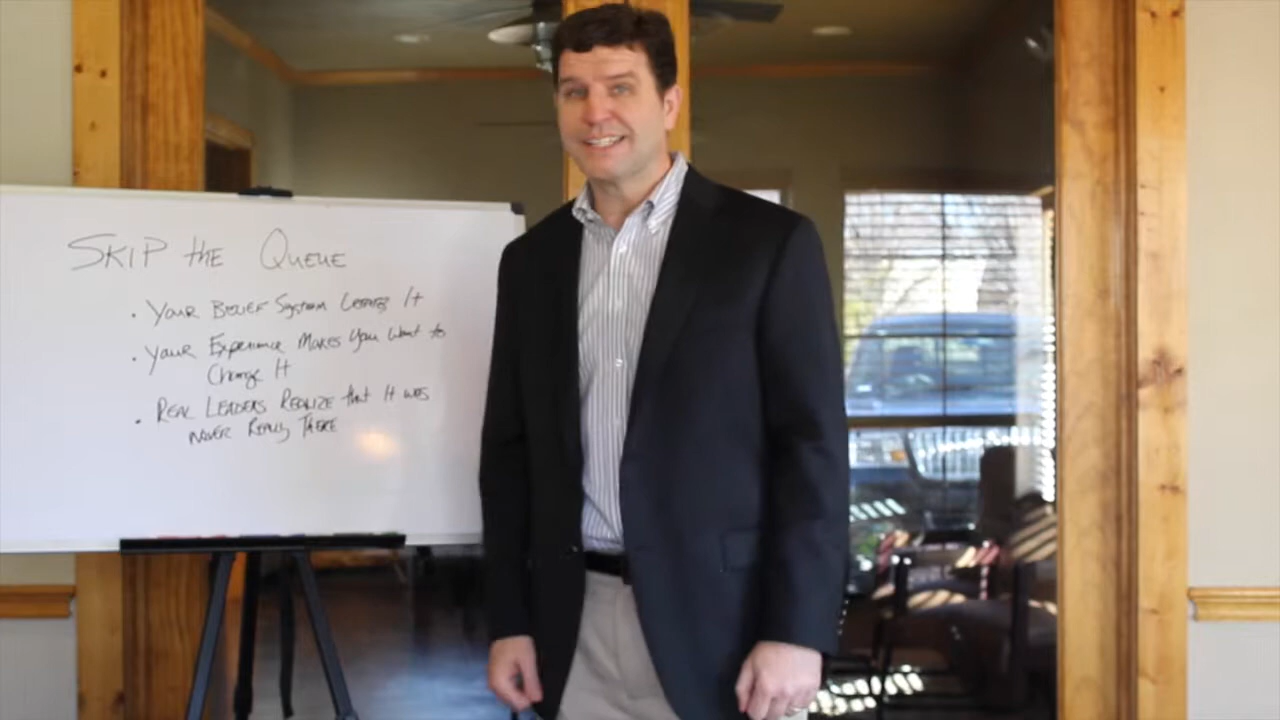 SKIP the QUEUE
• YOUR BELIEF SYSTEM CREATES It
• YOUR EXPERIENCE MAKES YOU WANT to
CHANGE It
• REAL LEADERS REALIZE that It WAS
NEVER REALLY THERE